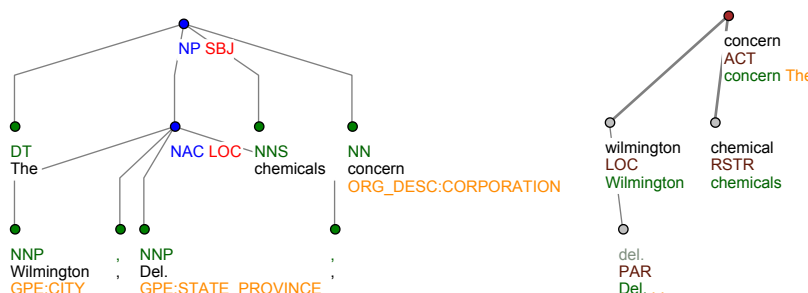 NP SBJ
DT
The
NAC LOC
NNS
chemicals
NN
concern
ORG_DESC:CORPORATION
NNP
Wilmington
GPE:CITY
,
,
NNP
Del.
GPE:STATE_PROVINCE
,
,
concern
ACT
concern The
wilmington
LOC
Wilmington
chemical
RSTR
chemicals
del.
PAR
Del.